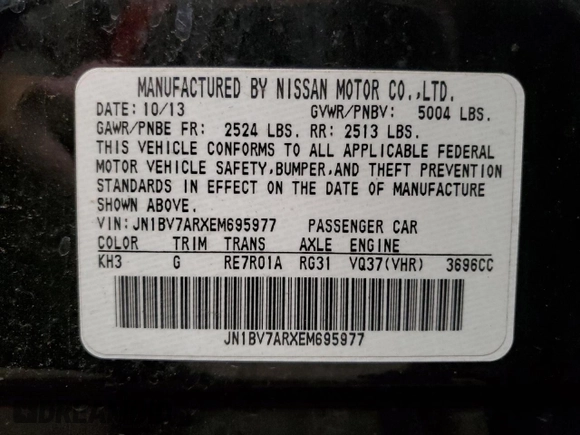 MANUFACTURED BY NISSAN MOTOR CO.,LTD.
DATE: 10/13 GVWR/PNBV: 5004 LBS.
GAWR/PNBE FR: 2524 LBS. RR: 2513 LBS.
THIS VEHICLE CONFORMS TO ALL APPLICABLE FEDERAL
MOTOR VEHICLE SAFETY,BUMPER,AND THEFT PREVENTION
STANDARDS IN EFFECT ON THE DATE OF MANUFACTURE
SHOWN ABOVE.
VIN:JN1BV7ARXEM695977 PASSENGER CAR
COLOR TRIM TRANS AXLE ENGINE
KH3 G RE7R01A RG31 VQ37(VHR) 3696CC
JN1BV7ARXEM695977